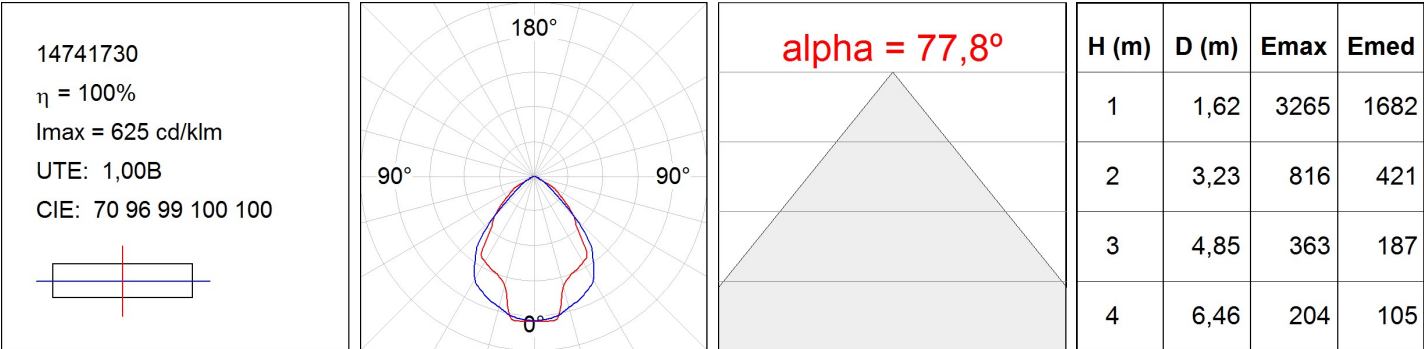 14741730
η = 100%
Imax = 625 cd/klm
UTE: 1,00B
CIE: 70 96 99 100 100
180°
90° 90°
0°
alpha = 77,8º
H (m) D (m) Emax Emed
1 1,62 3265 1682
2 3,23 816 421
3 4,85 363 187
4 6,46 204 105